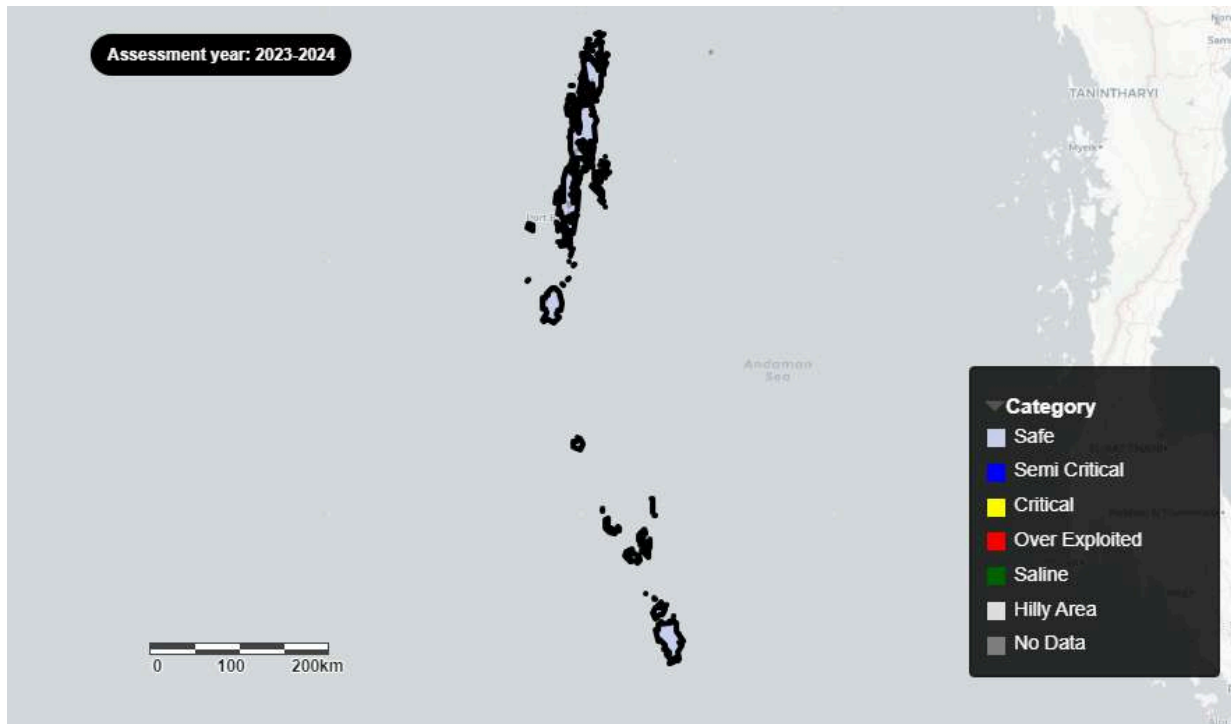 Assessment year: 2023-2024
TANINTHARYI
Myeik
Andaman
Sea
Category
Safe
Semi Critical
Critical
Over Exploited
Saline
Hilly Area
No Data
0 100 200km